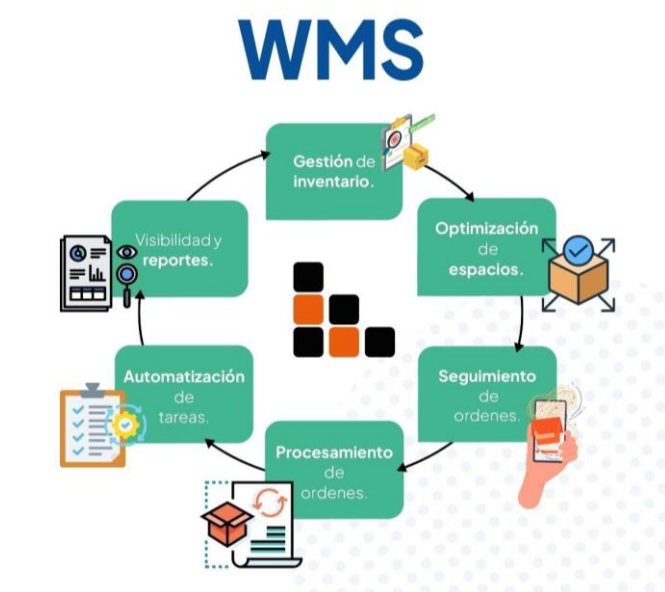 WMS
Gestión de
inventario.
Optimización
de
espacios.
Seguimiento
de
ordenes.
Procesamiento
de
ordenes.
Automatización
de
tareas.
Visibilidad y
reportes.